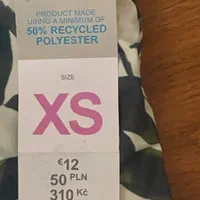 PRODUCT MADE
USING A MINIMUM OF
50% RECYCLED
POLYESTER
SIZE
XS
€12
50 PLN
310 Kč